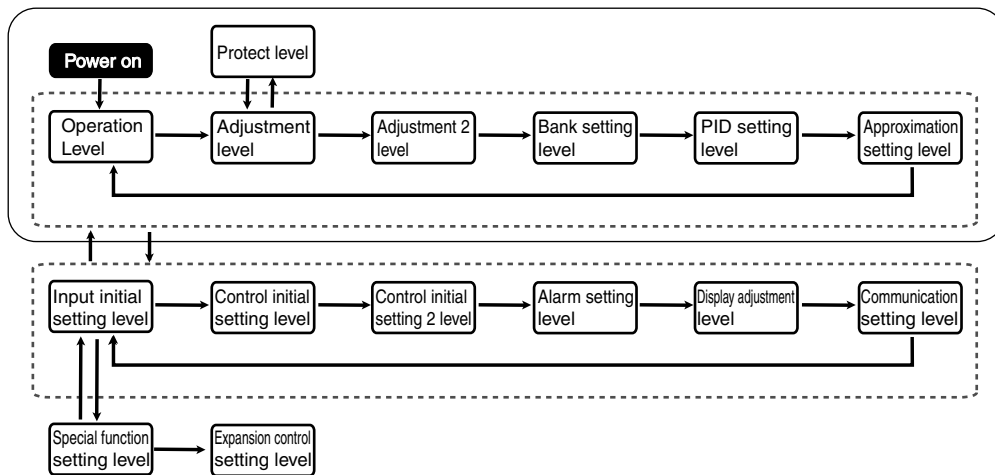 Power on
Protect level
Operation
Level
Adjustment
level
Adjustment 2
level
Bank setting
level
PID setting
level
Approximation
setting level
Input initial
setting level
Control initial
setting level
Control initial
setting 2 level
Alarm setting
level
Display adjustment
level
Communication
setting level
Special function
setting level
Expansion control
setting level